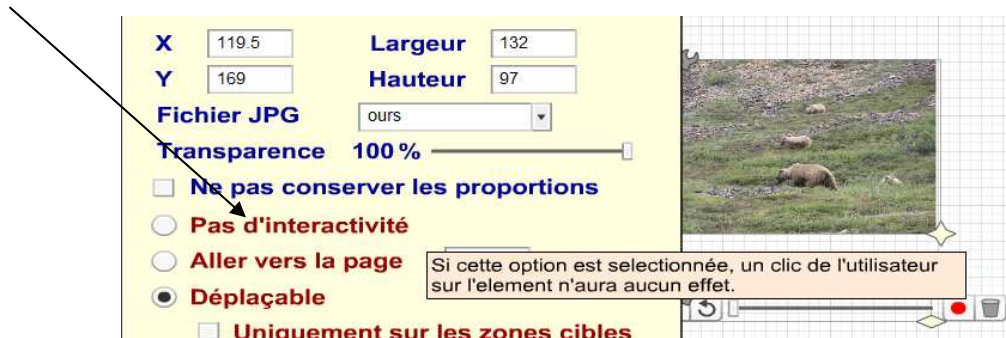 X 119.5 Largeur 132
Y 169 Hauteur 97
Fichier JPG ours
Transparence 100 %
Ne pas conserver les proportions
Pas d'interactivité
Aller vers la page
Si cette option est selectionnée, un clic de l'utilisateur
sur l'element n'aura aucun effet.
Déplaçable
Uniquement sur les zones cibles